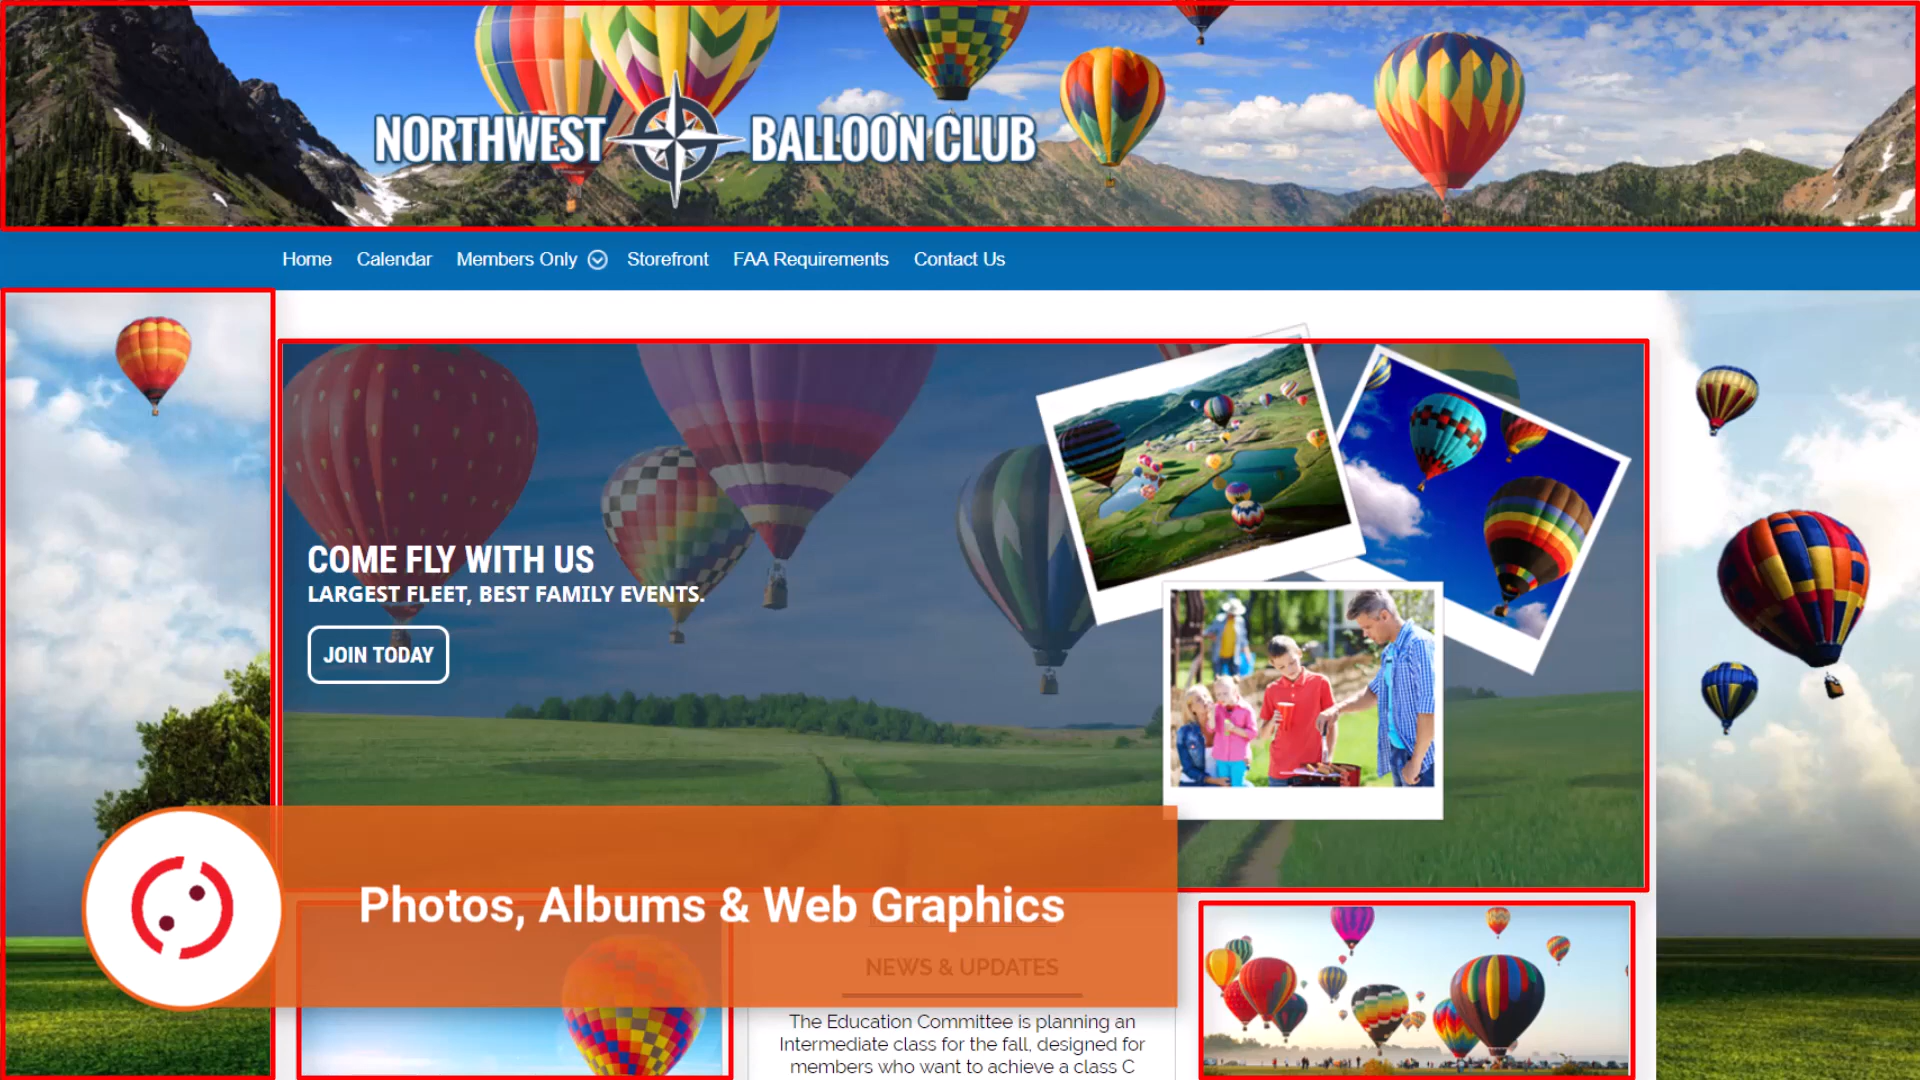 NORTHWEST BALLOON CLUB
Home Calendar Members Only Storefront FAA Requirements Contact Us
COME FLY WITH US
LARGEST FLEET, BEST FAMILY EVENTS.
JOIN TODAY
Photos, Albums & Web Graphics
NEWS & UPDATES
The Education Committee is planning an
Intermediate class for the fall, designed for
members who want to achieve a class C